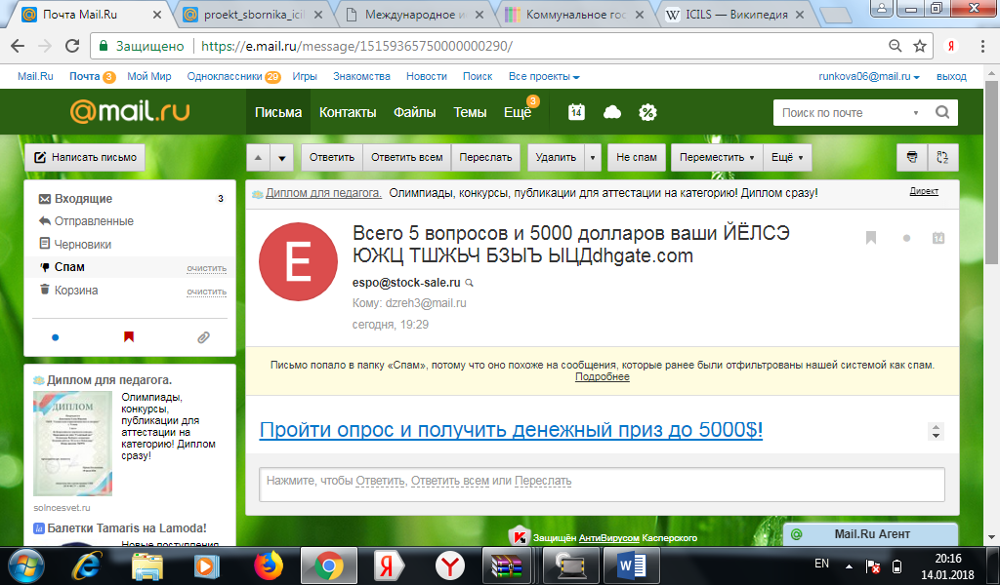 Почта Mail.Ru
proekt_sbornika_icil
Международное и
Коммунальное гос
ICILS — Википедия
Защищено
https://e.mail.ru/message/15159365750000000290/
Mail.Ru Почта 3 Мой Мир Одноклассники 29 Игры Знакомства Новости Поиск Все проекты runkova06@mail.ru выход
@mail.ru Письма Контакты Файлы Темы Ещё 3 14 % Поиск по почте
Написать письмо Ответить Ответить всем Переслать Удалить Не спам Переместить Ещё
Входящие 3
Отправленные
Черновики
Спам очистить
Корзина очистить
Диплом для педагога.
Олимпиады,
конкурсы,
публикации для
аттестации на
категорию! Диплом
сразу!
ДИПЛОМ
solncesvet.ru
Балетки Tamaris на Lamoda!
Новые поступления
Диплом для педагога. Олимпиады, конкурсы, публикации для аттестации на категорию! Диплом сразу! Директ
E
Всего 5 вопросов и 5000 долларов ваши ЙЁЛСЭ
ЮЖЦ ТШЖЬЧ БЗЫЪ ЫЦДdhgate.com
14
espo@stock-sale.ru
Кому: dzreh3@mail.ru
сегодня, 19:29
Письмо попало в папку «Спам», потому что оно похоже на сообщения, которые ранее были отфильтрованы нашей системой как спам.
Подробнее
Пройти опрос и получить денежный приз до 5000$!
Нажмите, чтобы Ответить, Ответить всем или Переслать
Защищён АнтиВирусом Касперского
Mail.Ru Агент
EN
20:16
14.01.2018